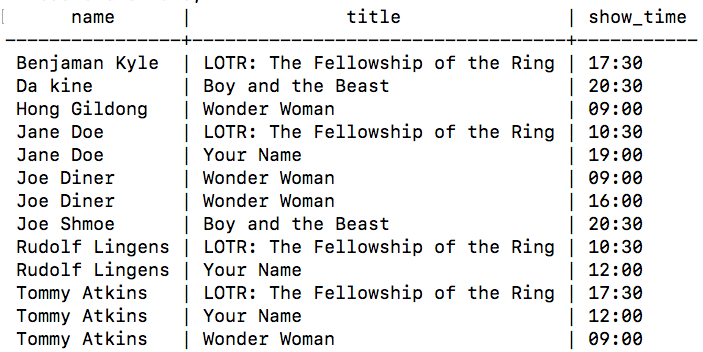 name | title | show_time
----------------+----------------------------------+-----------
Benjaman Kyle | LOTR: The Fellowship of the Ring | 17:30
Da kine | Boy and the Beast | 20:30
Hong Gildong | Wonder Woman | 09:00
Jane Doe | LOTR: The Fellowship of the Ring | 10:30
Jane Doe | Your Name | 19:00
Joe Diner | Wonder Woman | 09:00
Joe Diner | Wonder Woman | 16:00
Joe Shmoe | Boy and the Beast | 20:30
Rudolf Lingens | LOTR: The Fellowship of the Ring | 10:30
Rudolf Lingens | Your Name | 12:00
Tommy Atkins | LOTR: The Fellowship of the Ring | 17:30
Tommy Atkins | Your Name | 12:00
Tommy Atkins | Wonder Woman | 09:00